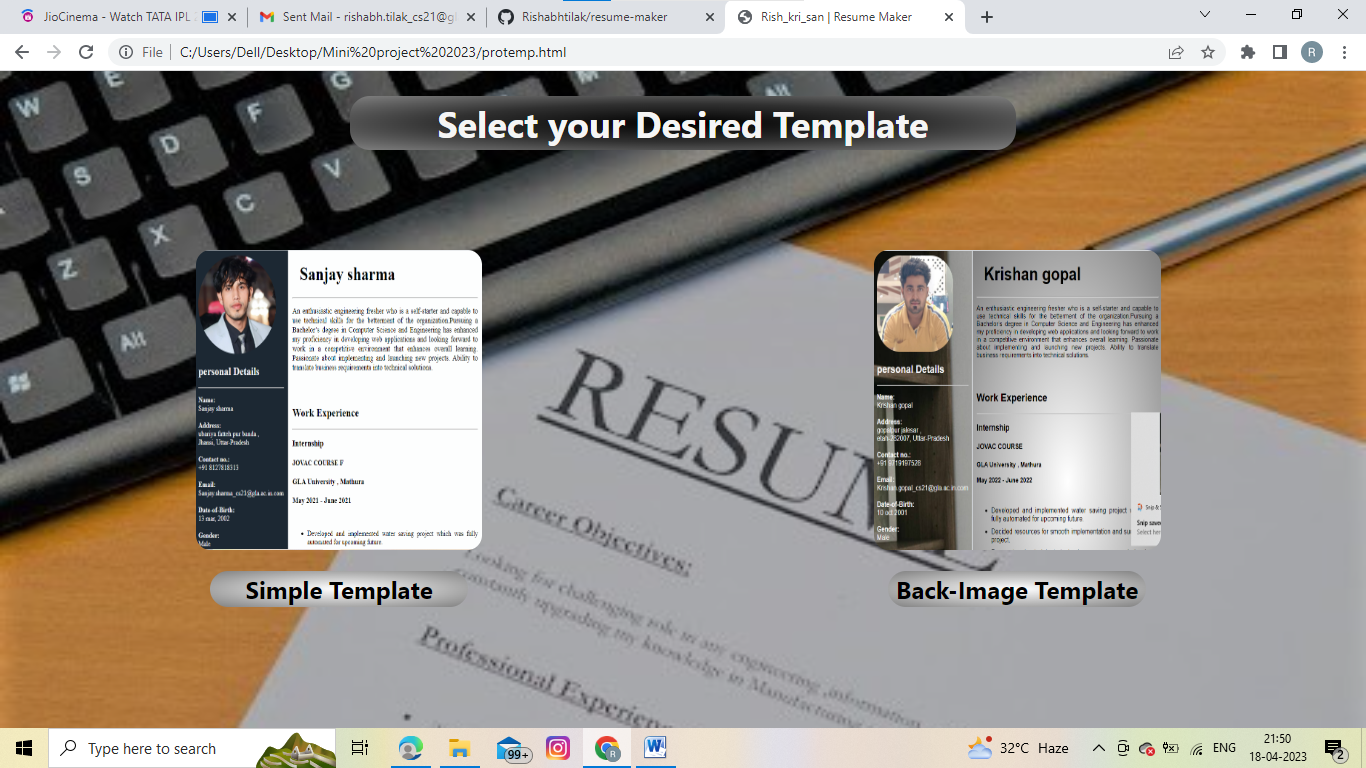 JioCinema - Watch TATA IPL
Sent Mail - rishabh.tilak_cs21@gl
Rishabhtilak/resume-maker
Rish_kri_san | Resume Maker
File
C:/Users/Dell/Desktop/Mini%20project%202023/protemp.html
R
W
E
F
G
All
S
D
C
V
X
Z
Alt
Select your Desired Template
Sanjay sharma
An enthusiastic engineering fresher who is a self-starter and capable to
use technical skills for the betterment of the organization.Pursuing a
Bachelor's degree in Computer Science and Engineering has enhanced
my proficiency in developing web applications and looking forward to
work in a competitive environment that enhances overall learning.
Passionate about implementing and launching new projects. Ability to
translate business requirements into technical solutions.
personal Details
Name:
Sanjay sharma
Address:
Jhansi, Uttar-Pradesh
Contact no.:
+91 8127818313
Email:
Sanjay.sharma_cs21@gla.ac.in.com
Date-of-Birth:
13 mar, 2002
Gender:
Male
Work Experience
Internship
JOVAC COURSE F
GLA University , Mathura
May 2021 - June 2021
• Developed and implemented water saving project which was fully
automated for upcoming future.
Simple Template
Krishan gopal
An enthusiastic engineering fresher who is a self-starter and capable to
use technical skills for the betterment of the organization.Pursuing a
Bachelor's degree in Computer Science and Engineering has enhanced
my proficiency in developing web applications and looking forward to work
in a competitive environment that enhances overall learning. Passionate
about implementing and launching new projects. Ability to translate
business requirements into technical solutions.
personal Details
Name:
Krishan gopal
Address:
gopalpur jalesar ,
etah-262007, Uttar-Pradesh
Contact no.:
+91 9719197528
Email:
Krishan.gopal_cs21@gla.ac.in.com
Date-of-Birth:
10 oct 2001
Gender:
Male
Work Experience
Internship
JOVAC COURSE
GLA University , Mathura
May 2022 - June 2022
• Developed and implemented water saving project
fully automated for upcoming future.
• Decided resources for smooth implementation and
project.
Snip &
Snip saved
Select
Back-Image Template
RESUME
Career Objectives:
Looking for challenging role in any engineering ,information
constantly upgrading my knowledge in Manufacturing
Professional Experience
Type here to search
99+
R
32°C Haze
ENG
21:50
18-04-2023
2